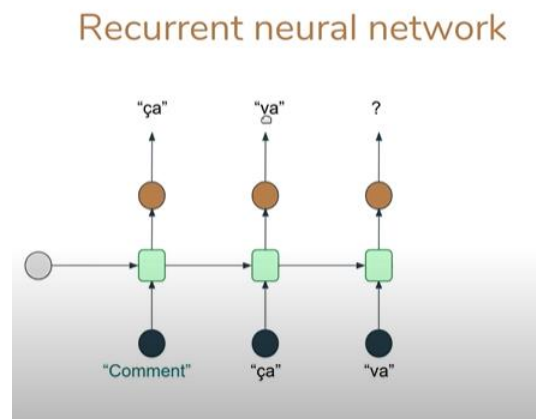 Recurrent neural network
"ça" "va" ?
"Comment" "ça" "va"